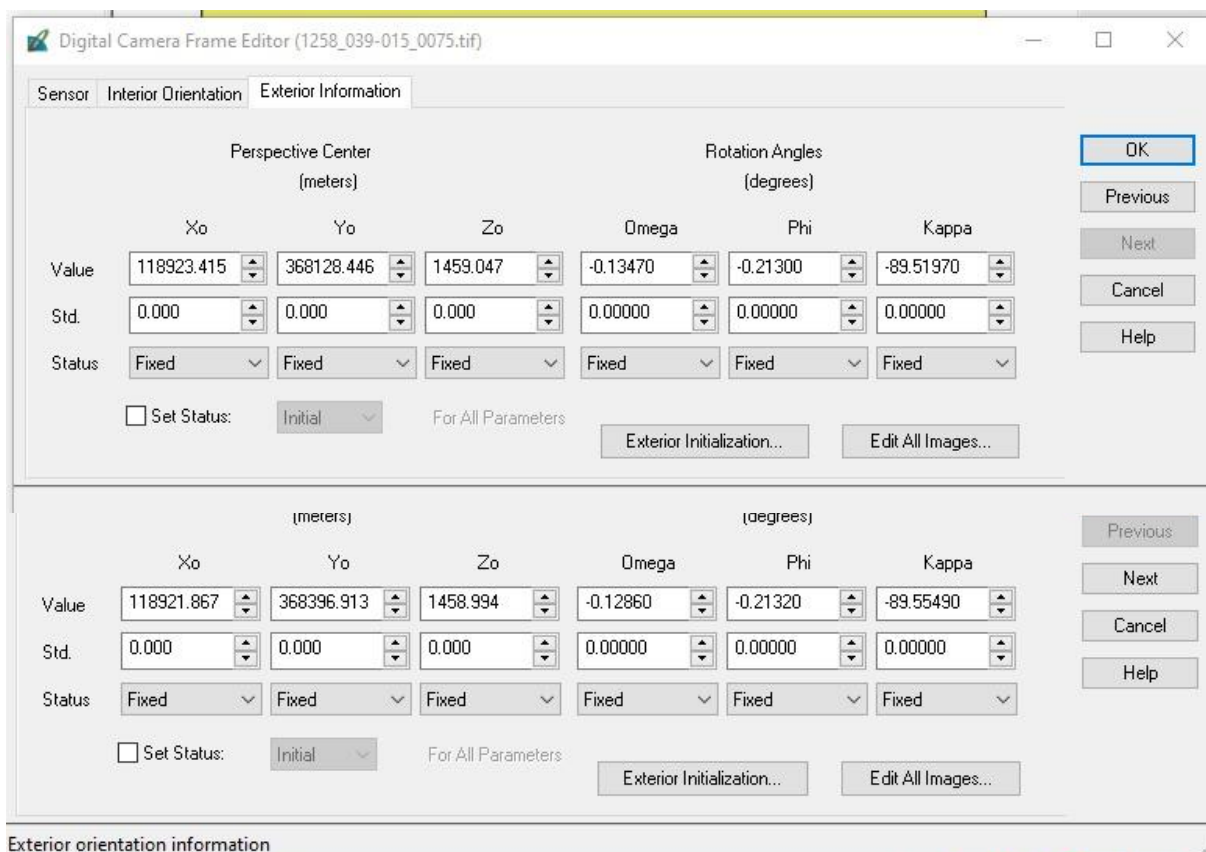 Digital Camera Frame Editor (1258_039-015_0075.tif)
Sensor Interior Orientation Exterior Information
Perspective Center Rotation Angles
(meters) (degrees)
OK
Previous
Xo Yo Zo Omega Phi Kappa
Next
Value 118923.415 368128.446 1459.047 -0.13470 -0.21300 -89.51970
Cancel
Std. 0.000 0.000 0.000 0.00000 0.00000 0.00000
Help
Status Fixed Fixed Fixed Fixed Fixed Fixed
Set Status: Initial For All Parameters
Exterior Initialization... Edit All Images...
(meters) (degrees)
Previous
Xo Yo Zo Omega Phi Kappa
Next
Value 118921.867 368396.913 1458.994 -0.12860 -0.21320 -89.55490
Cancel
Std. 0.000 0.000 0.000 0.00000 0.00000 0.00000
Help
Status Fixed Fixed Fixed Fixed Fixed Fixed
Set Status: Initial For All Parameters
Exterior Initialization... Edit All Images...
Exterior orientation information